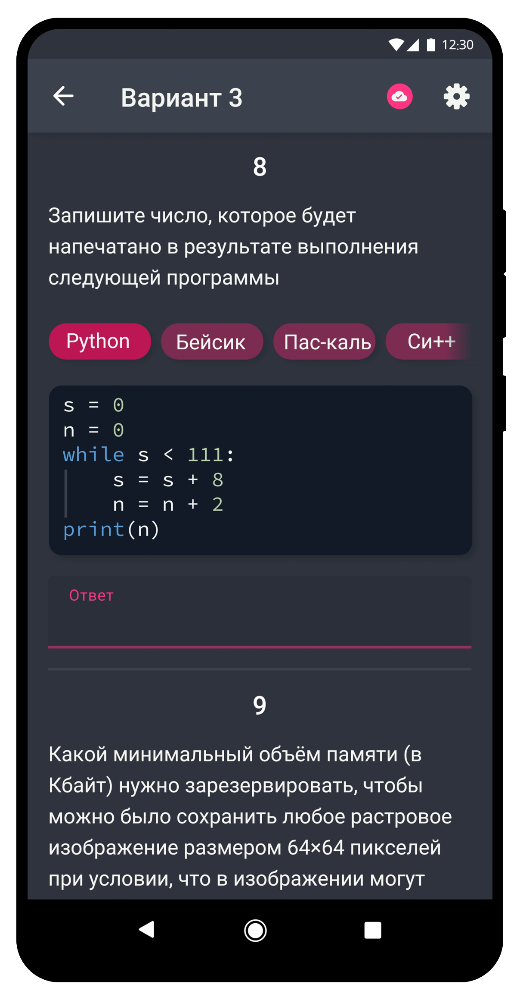 12:30
Вариант 3
8
Запишите число, которое будет
напечатано в результате выполнения
следующей программы
Python Бейсик Пас-каль Си++
s = 0
n = 0
while s < 111:
    s = s + 8
    n = n + 2
print(n)
Ответ
9
Какой минимальный объём памяти (в
Кбайт) нужно зарезервировать, чтобы
можно было сохранить любое растровое
изображение размером 64×64 пикселей
при условии, что в изображении могут